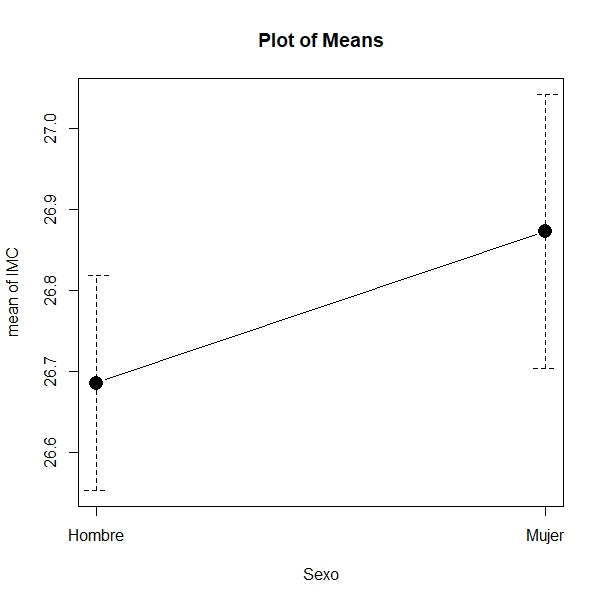 Plot of Means
mean of IMC
27.0
26.9
26.8
26.7
26.6
Hombre
Mujer
Sexo